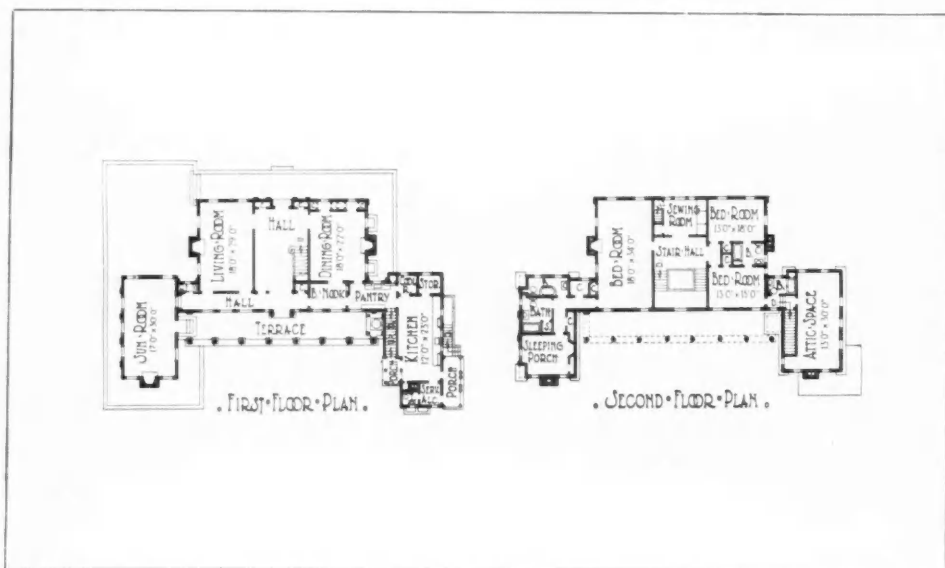 LIVING·ROOM
18'0" × 29'0"
HALL
DINING·ROOM
18'0" × 22'0"
B·NOOK
PANTRY
STOR.
HALL
SUN·ROOM
17'0" × 30'0"
TERRACE
KITCHEN
12'0" × 23'0"
PORCH
PORCH
SERV.
·FIRST·FLOOR·PLAN·
BED·ROOM
18'0" × 34'0"
SEWING
ROOM
BED·ROOM
13'0" × 18'0"
STAIR·HALL
BED·ROOM
13'0" × 15'0"
BATH
SLEEPING
PORCH
ATTIC·SPACE
13'0" × 30'0"
·SECOND·FLOOR·PLAN·